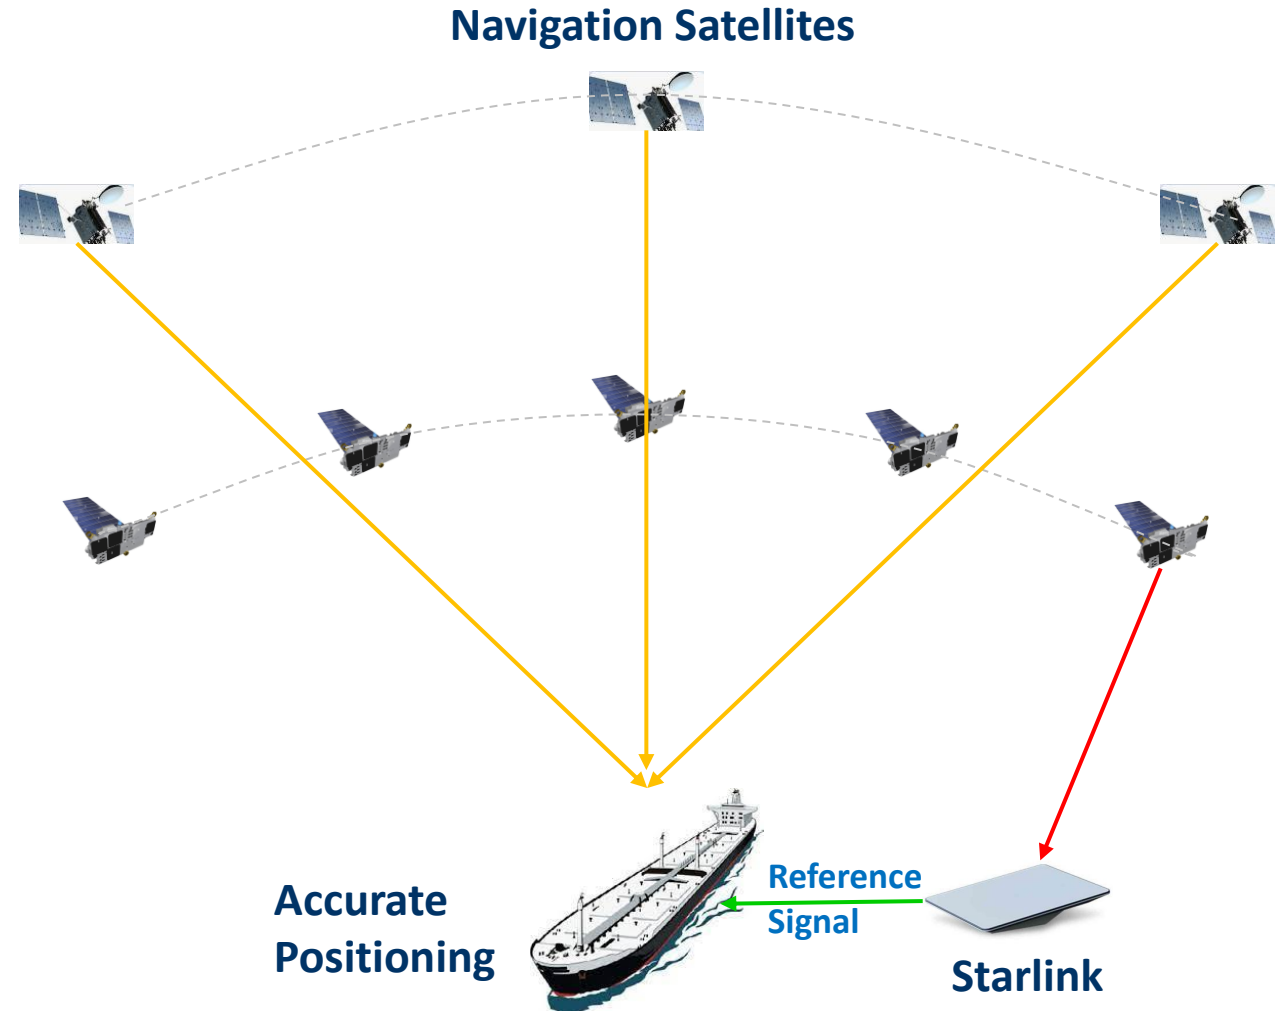 Navigation Satellites
Accurate
Positioning
Reference
Signal
Starlink